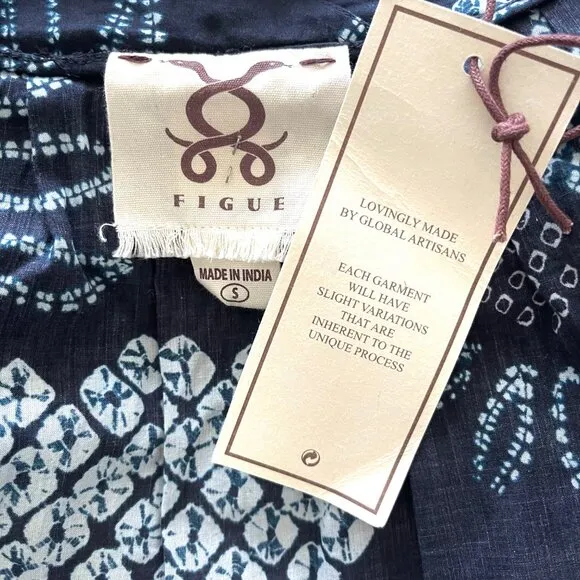 FIGUE
MADE IN INDIA
S
LOVINGLY MADE
BY GLOBAL ARTISANS
EACH GARMENT
WILL HAVE
SLIGHT VARIATIONS
THAT ARE
INHERENT TO THE
UNIQUE PROCESS